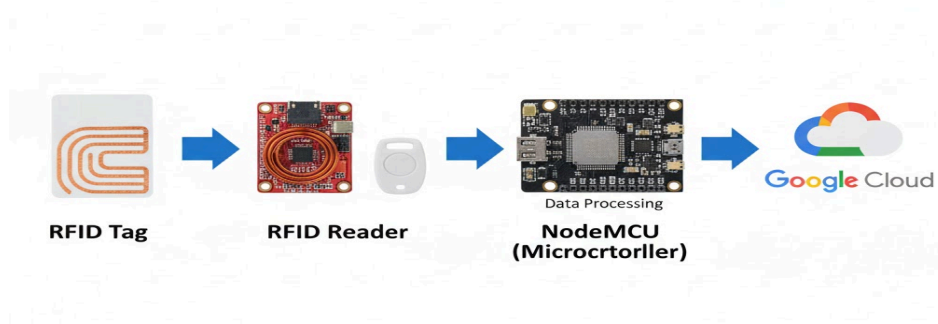 RFID Tag
RFID Reader
Data Processing
NodeMCU
(Microcrtorller)
Google Cloud